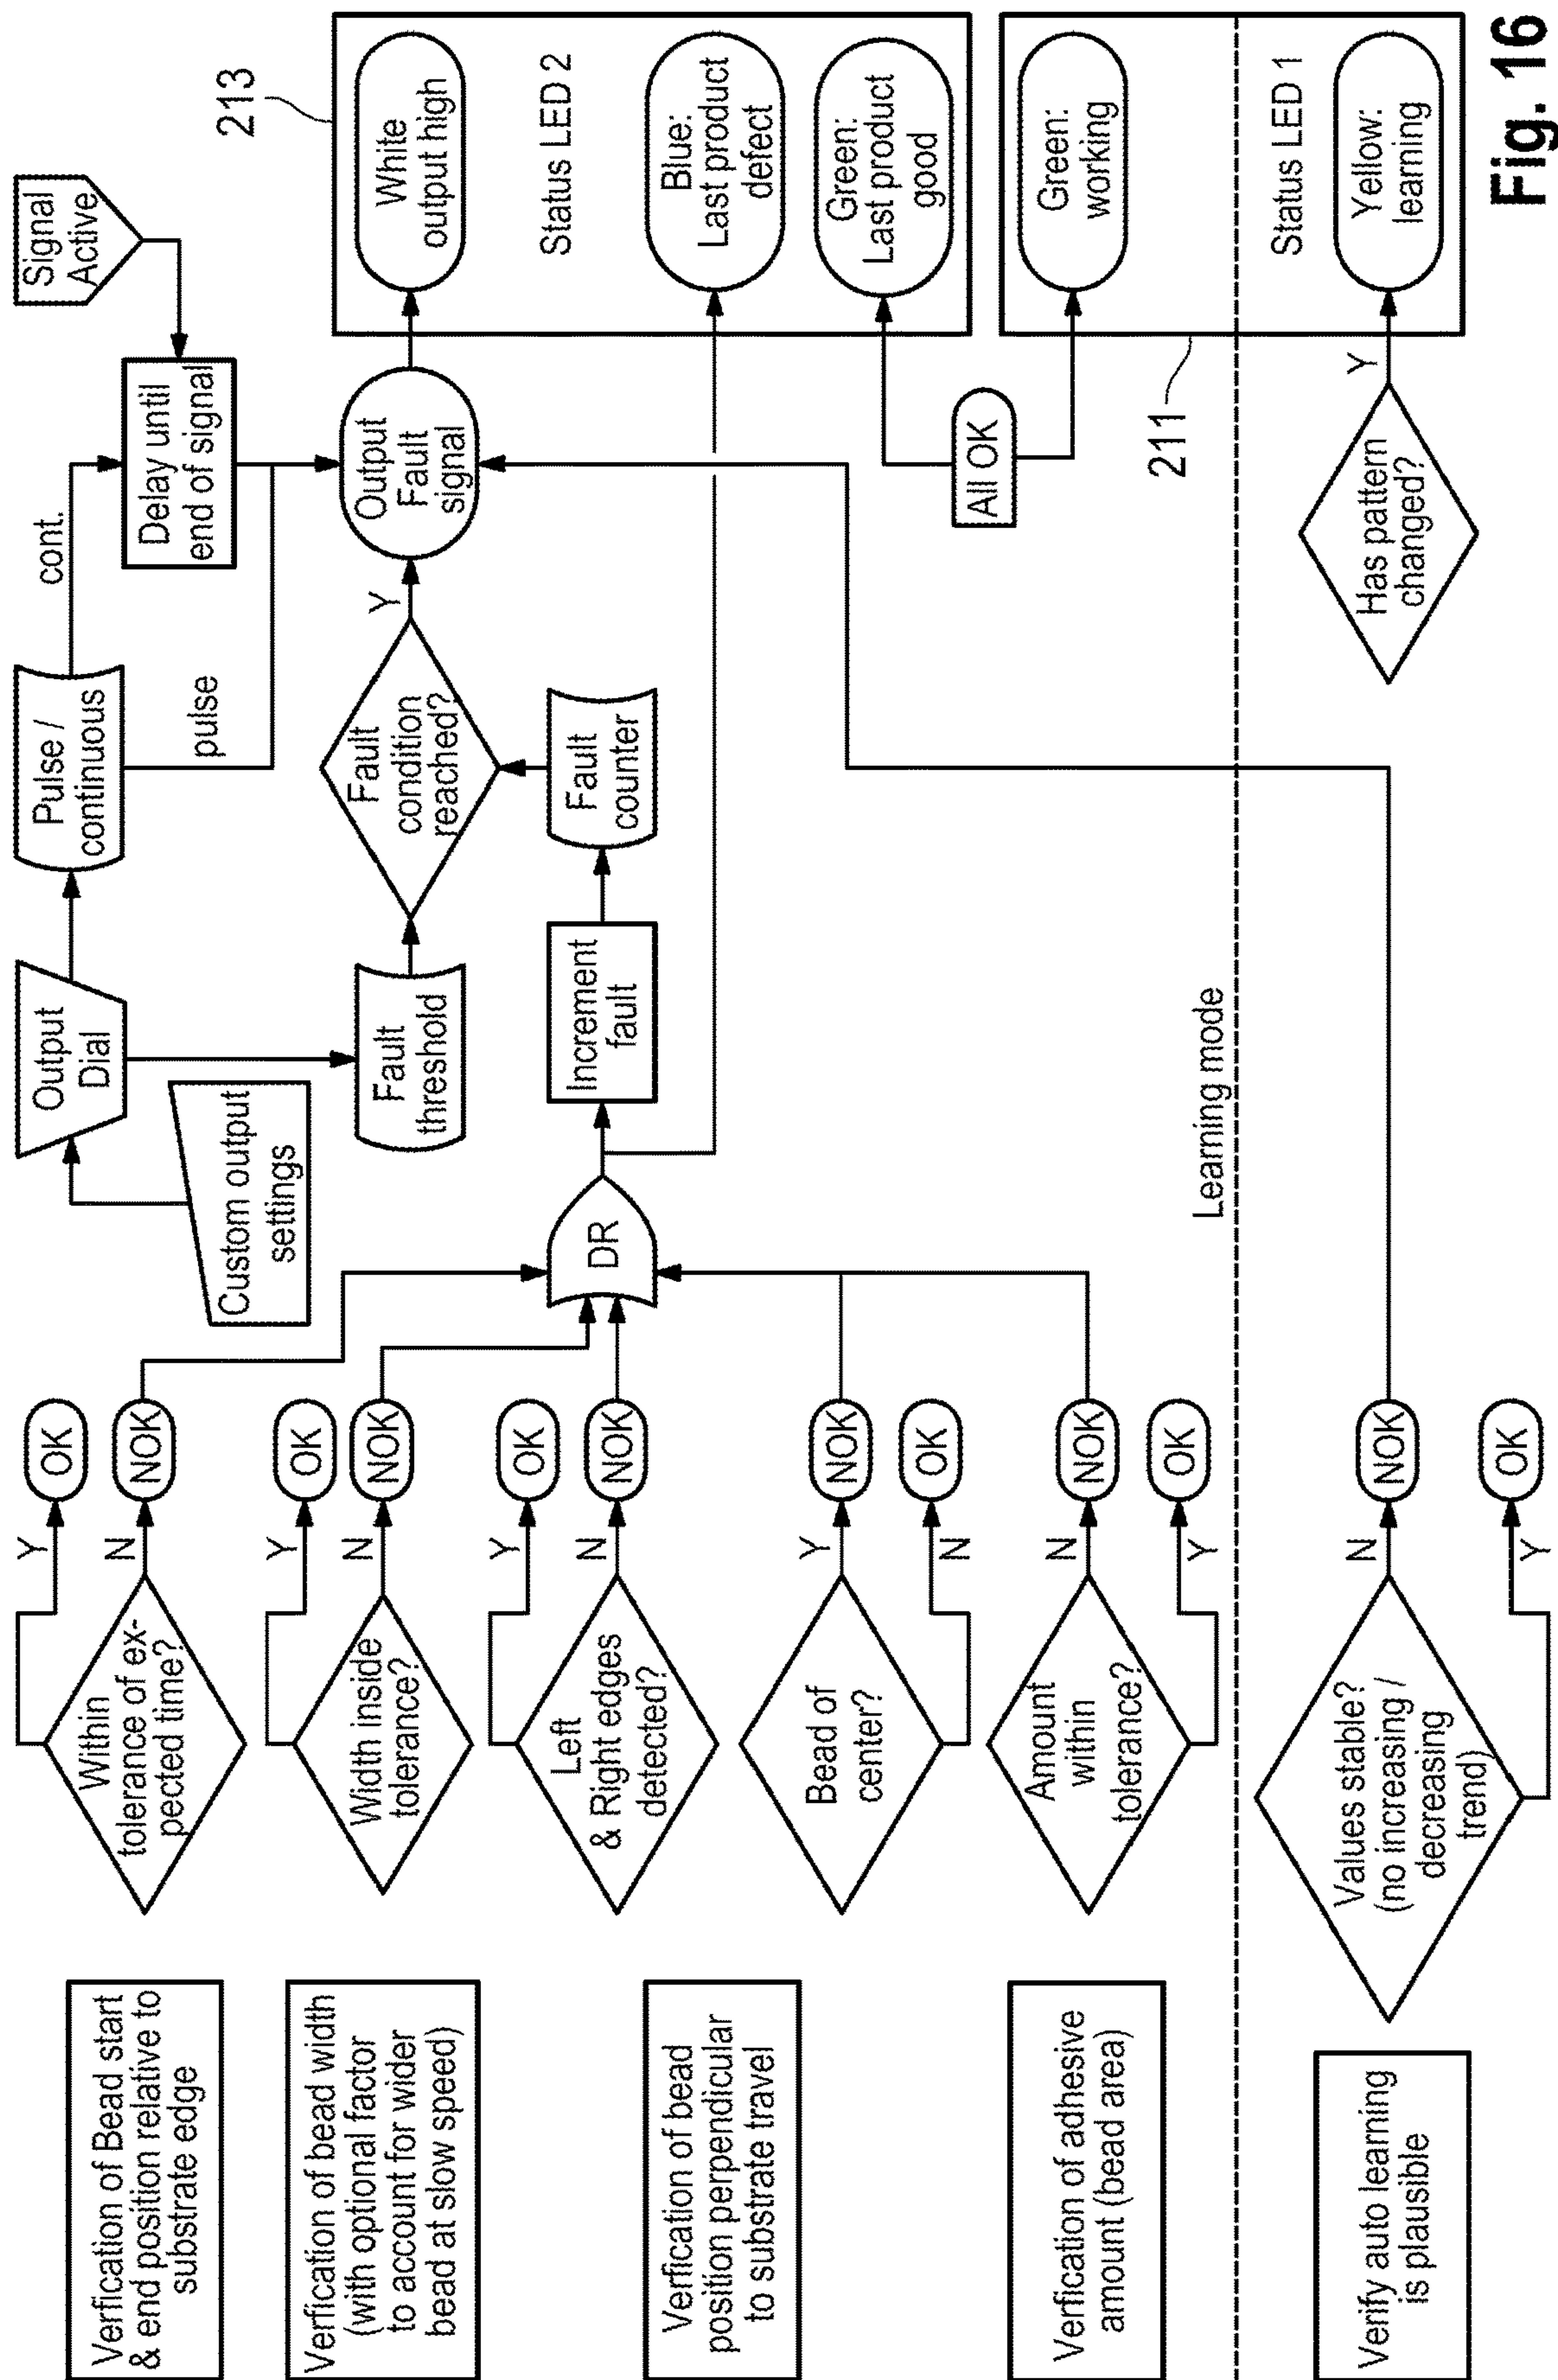 Verfication of Bead start
& end position relative to
substrate edge
Within
tolerance of ex-
pected time?
Y
OK
N
NOK
Custom output
settings
Output
Dial
Pulse /
continuous
cont.
pulse
Delay until
end of signal
Signal
Active
Verfication of bead width
(with optional factor
to account for wider
bead at slow speed)
Width inside
tolerance?
Y
OK
N
NOK
Fault
threshold
Fault
condition
reached?
Y
Output
Fault
signal
213
White
output high
Status LED 2
Blue:
Last product
defect
Green:
Last product
good
Verfication of bead
position perpendicular
to substrate travel
Left
& Right edges
detected?
Y
OK
N
NOK
DR
Increment
fault
Fault
counter
Bead of
center?
Y
NOK
N
OK
Verfication of adhesive
amount (bead area)
Amount
within
tolerance?
N
NOK
Y
OK
All OK
211
Green:
working
Learning mode
Status LED 1
Verify auto learning
is plausible
Values stable?
(no increasing /
decreasing
trend)
N
NOK
Y
OK
Has pattern
changed?
Y
Yellow:
learning
Fig. 16